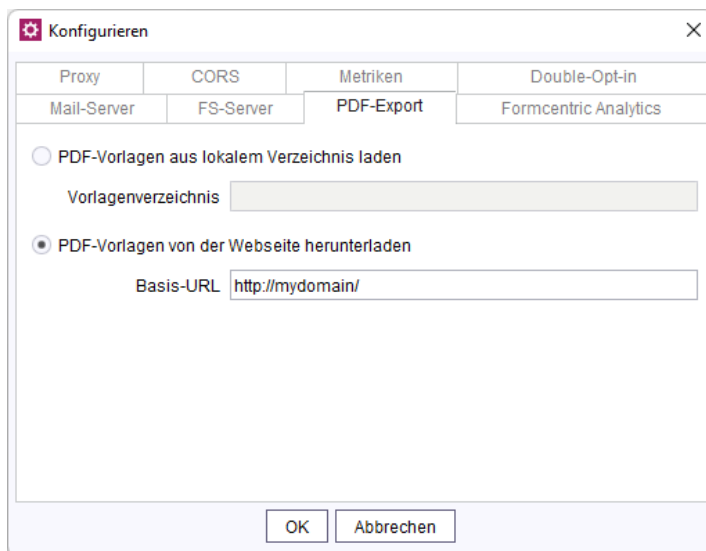 Konfigurieren
Proxy CORS Metriken Double-Opt-in
Mail-Server FS-Server PDF-Export Formcentric Analytics
PDF-Vorlagen aus lokalem Verzeichnis laden
Vorlagenverzeichnis
PDF-Vorlagen von der Webseite herunterladen
Basis-URL http://mydomain/
OK Abbrechen